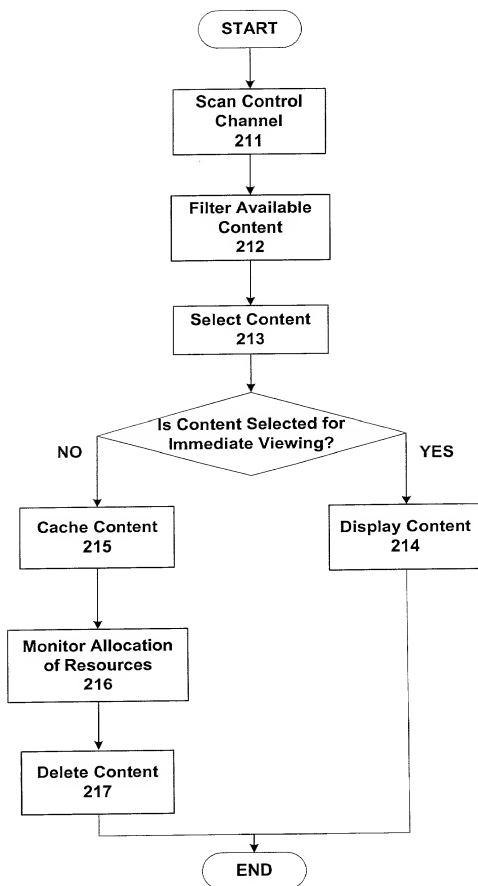 START
Scan Control
Channel
211
Filter Available
Content
212
Select Content
213
Is Content Selected for
Immediate Viewing?
NO
YES
Cache Content
215
Display Content
214
Monitor Allocation
of Resources
216
Delete Content
217
END